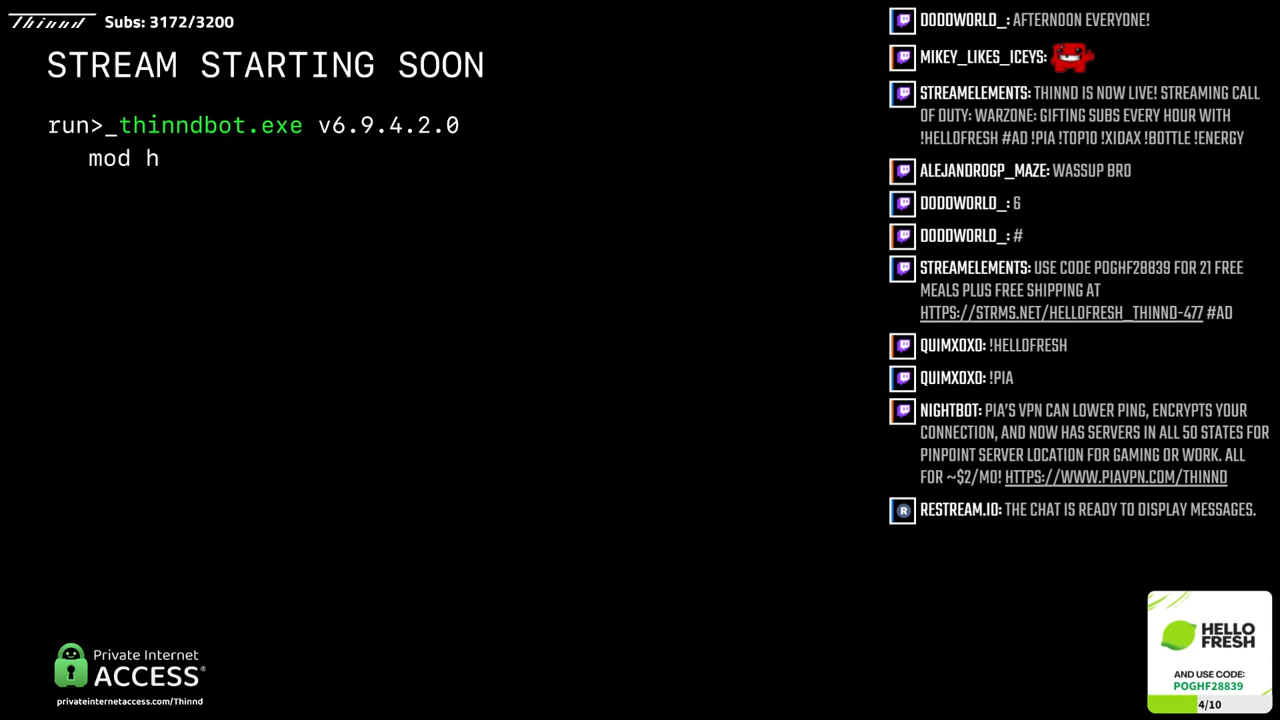 Thinnd Subs: 3172/3200
STREAM STARTING SOON
run>_thinndbot.exe v6.9.4.2.0
mod h
DODDWORLD_: AFTERNOON EVERYONE!
MIKEY_LIKES_ICEYS:
STREAMELEMENTS: THINND IS NOW LIVE! STREAMING CALL
OF DUTY: WARZONE: GIFTING SUBS EVERY HOUR WITH
!HELLOFRESH #AD !PIA !TOP10 !XIDAX !BOTTLE !ENERGY
ALEJANDROGP_MAZE: WASSUP BRO
DODDWORLD_: 6
DODDWORLD_: #
STREAMELEMENTS: USE CODE POGHF28839 FOR 21 FREE
MEALS PLUS FREE SHIPPING AT
HTTPS://STRMS.NET/HELLOFRESH_THINND-477 #AD
QUIMXOXO: !HELLOFRESH
QUIMXOXO: !PIA
NIGHTBOT: PIA'S VPN CAN LOWER PING, ENCRYPTS YOUR
CONNECTION, AND NOW HAS SERVERS IN ALL 50 STATES FOR
PINPOINT SERVER LOCATION FOR GAMING OR WORK. ALL
FOR ~$2/MO! HTTPS://WWW.PIAVPN.COM/THINND
R RESTREAM.IO: THE CHAT IS READY TO DISPLAY MESSAGES.
Private Internet
ACCESS®
privateinternetaccess.com/Thinnd
HELLO
FRESH
AND USE CODE:
POGHF28839
4/10